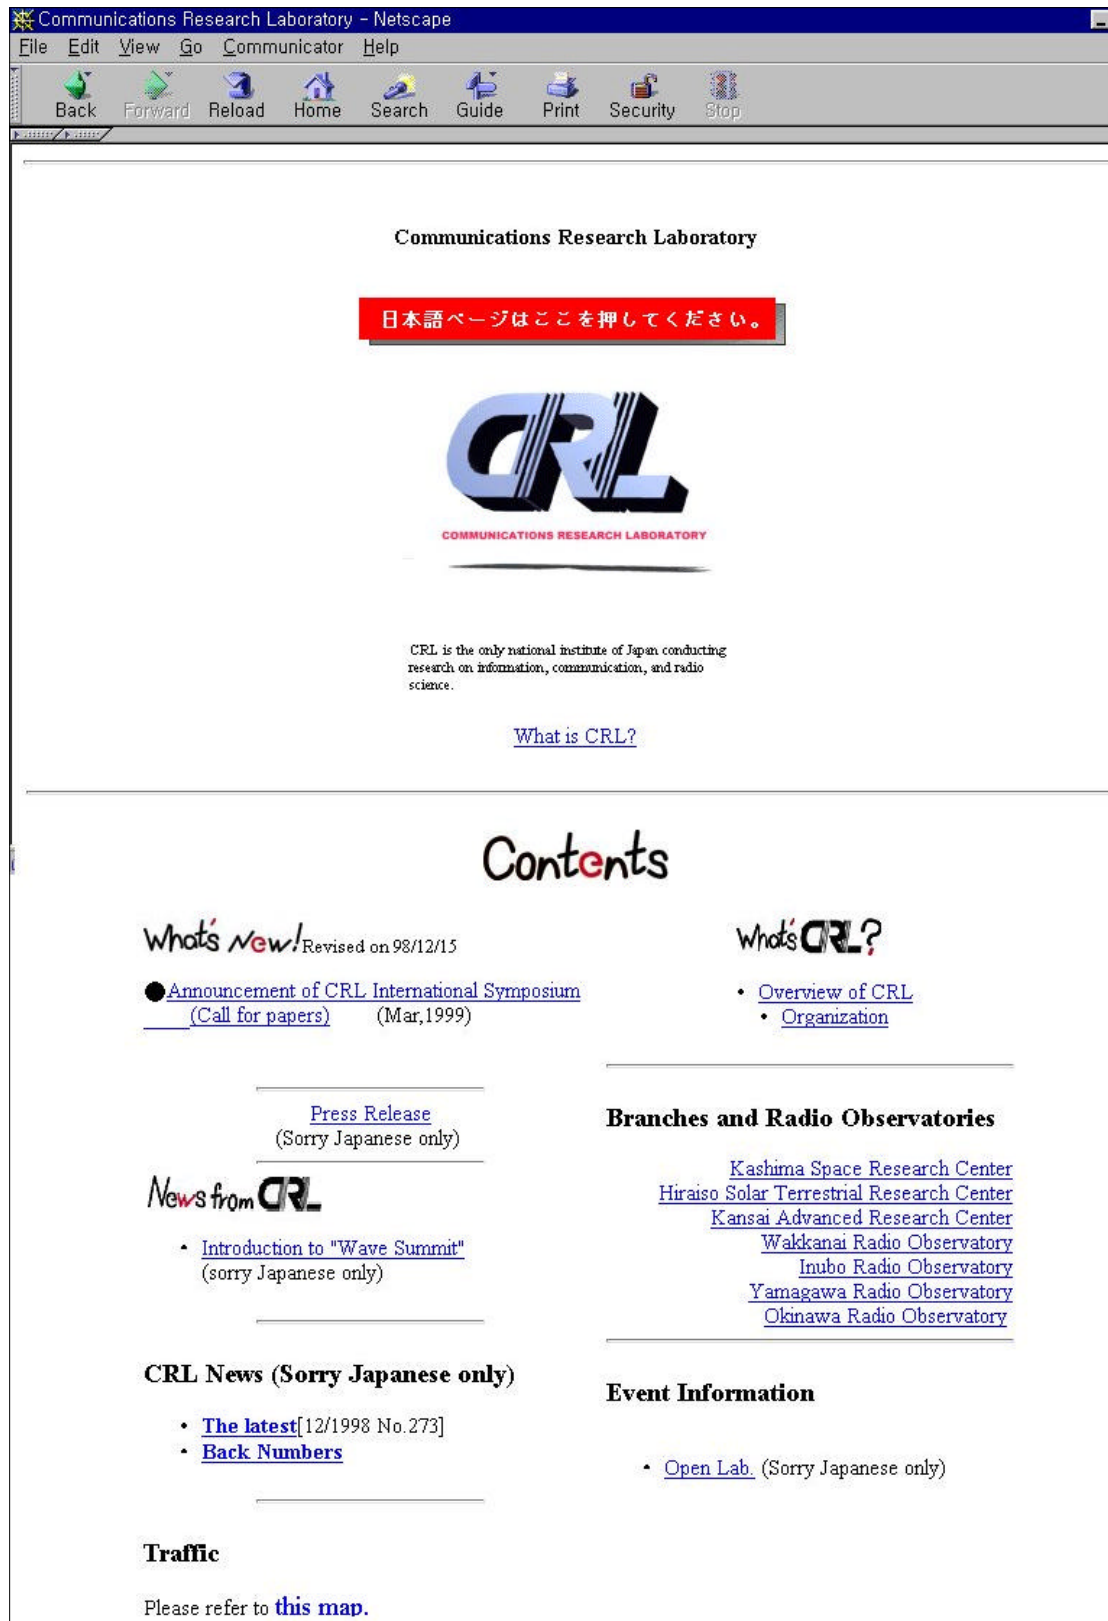 Communications Research Laboratory - Netscape
File Edit View Go Communicator Help
Back Forward Reload Home Search Guide Print Security Stop
Communications Research Laboratory
日本語ページはここを押してください。
CRL
COMMUNICATIONS RESEARCH LABORATORY
CRL is the only national institute of Japan conducting
research on information, communication, and radio
science.
What is CRL?
Contents
What's New! Revised on 98/12/15
Announcement of CRL International Symposium
(Call for papers) (Mar,1999)
Press Release
(Sorry Japanese only)
News from CRL
Introduction to "Wave Summit"
(sorry Japanese only)
CRL News (Sorry Japanese only)
The latest[12/1998 No.273]
Back Numbers
Traffic
Please refer to this map.
What's CRL?
Overview of CRL
Organization
Branches and Radio Observatories
Kashima Space Research Center
Hiraiso Solar Terrestrial Research Center
Kansai Advanced Research Center
Wakkanai Radio Observatory
Inubo Radio Observatory
Yamagawa Radio Observatory
Okinawa Radio Observatory
Event Information
Open Lab. (Sorry Japanese only)